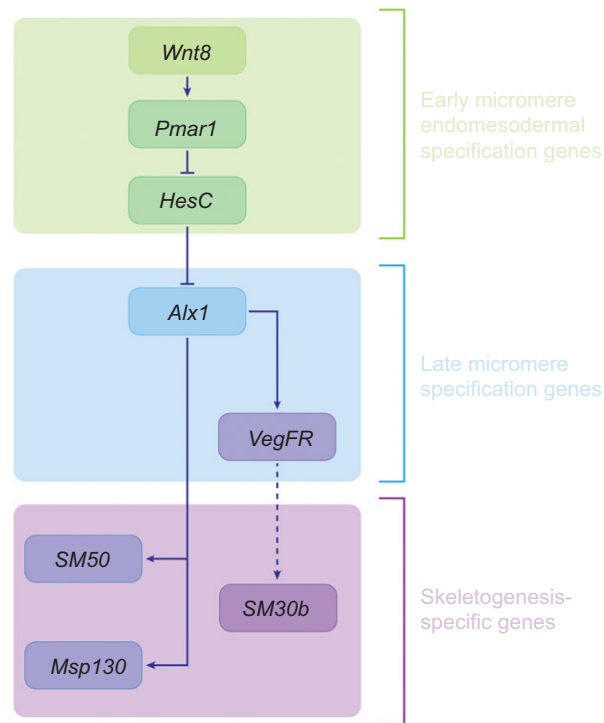 Wnt8
Pmar1
HesC
Early micromere
endomesodermal
specification genes
Alx1
VegFR
Late micromere
specification genes
SM50
SM30b
Msp130
Skeletogenesis-
specific genes